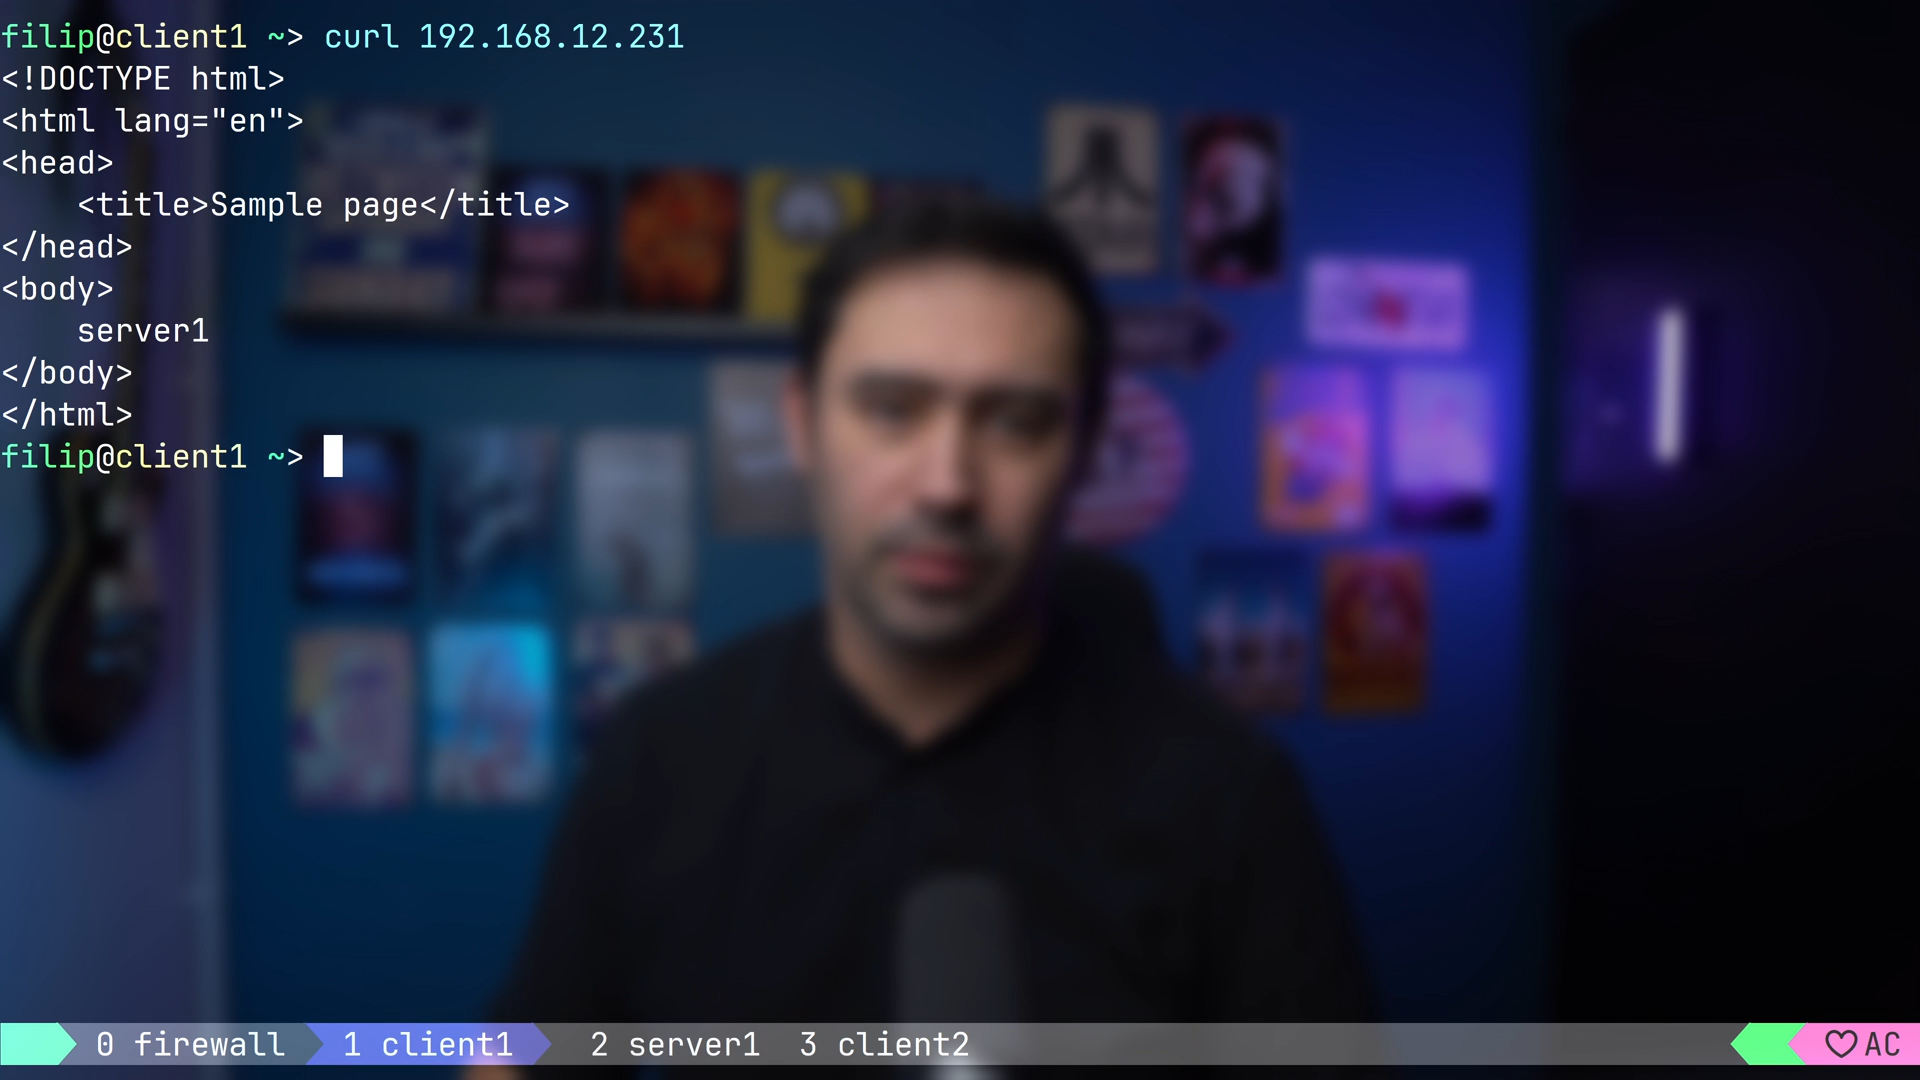 filip@client1 ~> curl 192.168.12.231
<!DOCTYPE html>
<html lang="en">
<head>
    <title>Sample page</title>
</head>
<body>
    server1
</body>
</html>
filip@client1 ~>
0 firewall 1 client1 2 server1 3 client2 ♡ AC